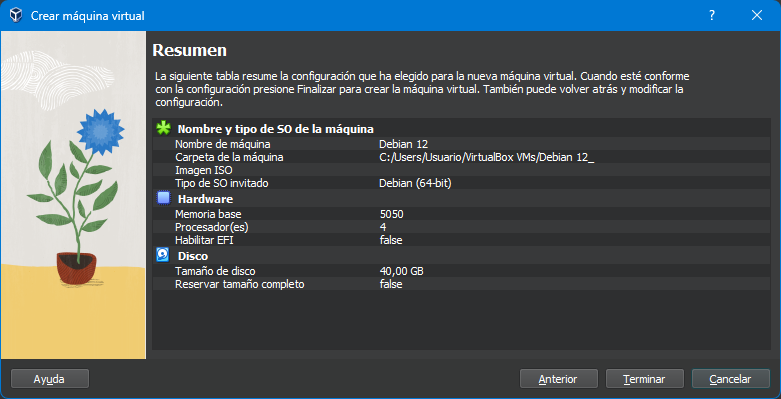 Crear máquina virtual
?
Resumen
La siguiente tabla resume la configuración que ha elegido para la nueva máquina virtual. Cuando esté conforme
con la configuración presione Finalizar para crear la máquina virtual. También puede volver atrás y modificar la
configuración.
Nombre y tipo de SO de la máquina
Nombre de máquina Debian 12
Carpeta de la máquina C:/Users/Usuario/VirtualBox VMs/Debian 12_
Imagen ISO
Tipo de SO invitado Debian (64-bit)
Hardware
Memoria base 5050
Procesador(es) 4
Habilitar EFI false
Disco
Tamaño de disco 40,00 GB
Reservar tamaño completo false
Ayuda Anterior Terminar Cancelar